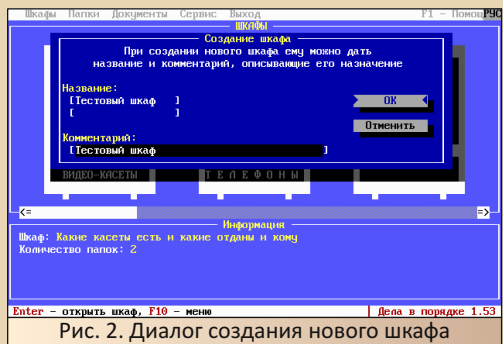 Шкафы Папки Документы Сервис Выход F1 - Помощ РУС
ШКАФЫ
Создание шкафа
При создании нового шкафа ему можно дать
название и комментарий, описывающие его назначение
Название:
[Тестовый шкаф ]
[ ]
OK
Отменить
Комментарий:
[Тестовый шкаф ]
ВИДЕО-КАСЕТЫ ТЕЛЕФОНЫ
<= =>
Информация
Шкаф: Какие касеты есть и какие отданы и кому
Количество папок: 2
Enter - открыть шкаф, F10 - меню Дела в порядке 1.53
Рис. 2. Диалог создания нового шкафа